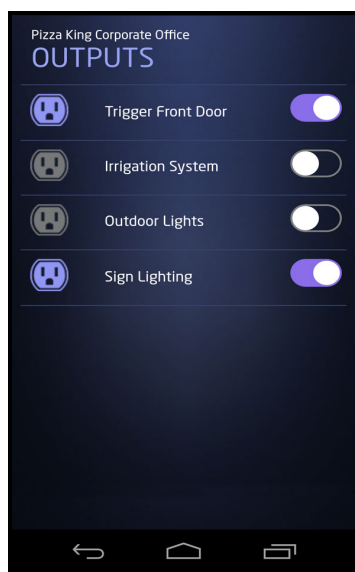 Pizza King Corporate Office
OUTPUTS
Trigger Front Door
Irrigation System
Outdoor Lights
Sign Lighting